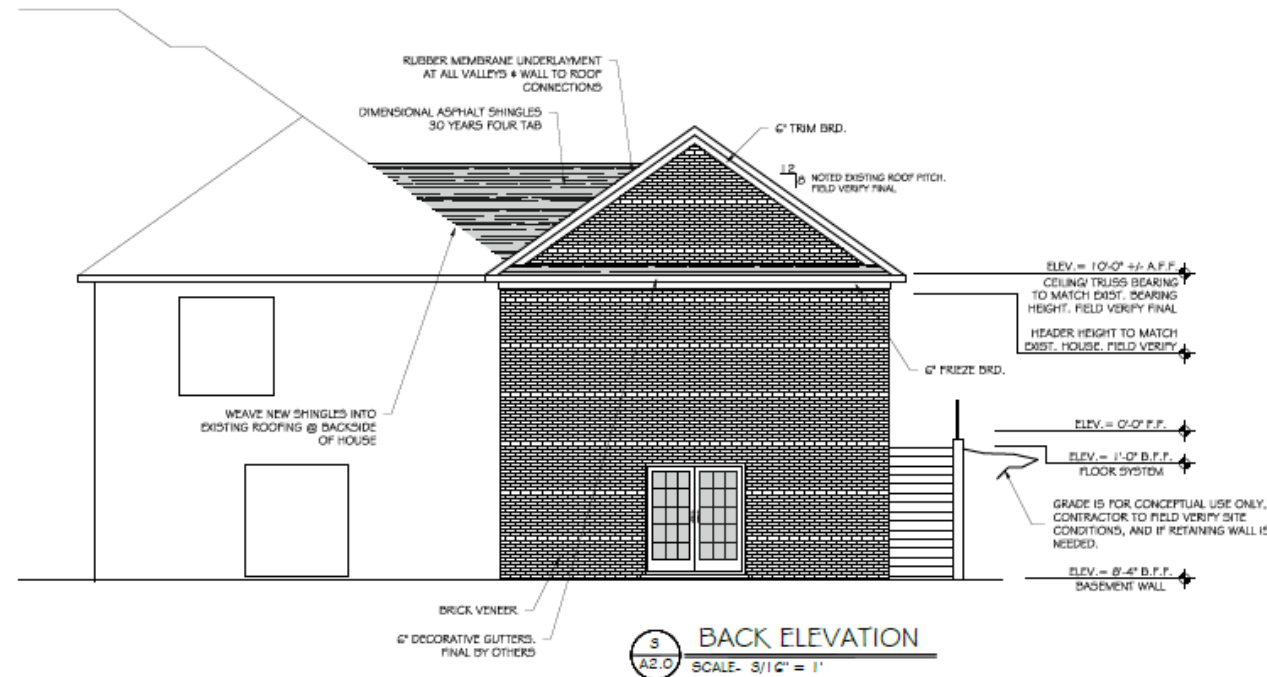 RUBBER MEMBRANE UNDERLAYMENT
AT ALL VALLEYS & WALL TO ROOF
CONNECTIONS
DIMENSIONAL ASPHALT SHINGLES
30 YEARS FOUR TAB
6" TRIM BRD.
12
8
NOTED EXISTING ROOF PITCH.
FIELD VERIFY FINAL
ELEV.= 10'-0" +/- A.F.F.
CEILING/ TRUSS BEARING
TO MATCH EXIST. BEARING
HEIGHT. FIELD VERIFY FINAL
HEADER HEIGHT TO MATCH
EXIST. HOUSE. FIELD VERIFY
6" FRIEZE BRD.
WEAVE NEW SHINGLES INTO
EXISTING ROOFING @ BACKSIDE
OF HOUSE
ELEV.= 0'-0" F.F.
ELEV.= 1'-0" B.F.F.
FLOOR SYSTEM
GRADE IS FOR CONCEPTUAL USE ONLY,
CONTRACTOR TO FIELD VERIFY SITE
CONDITIONS, AND IF RETAINING WALL IS
NEEDED.
ELEV.= 8'-4" B.F.F.
BASEMENT WALL
BRICK VENEER
6" DECORATIVE GUTTERS.
FINAL BY OTHERS
3
A2.0
BACK ELEVATION
SCALE- 3/16" = 1'